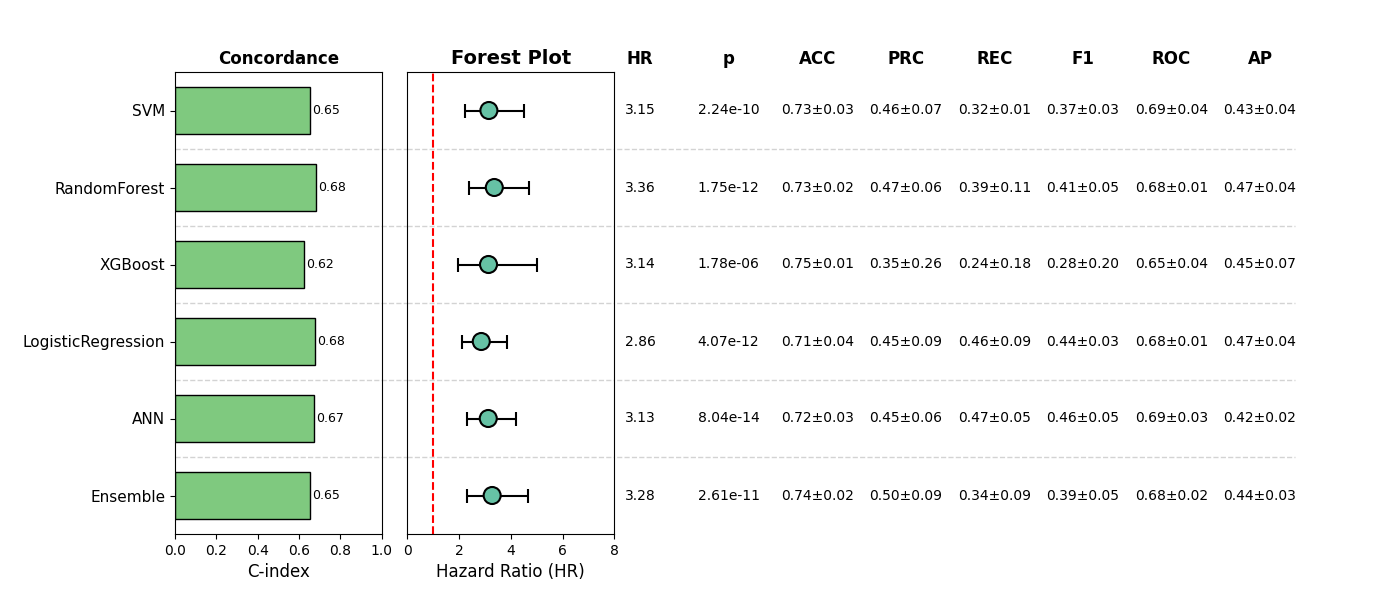 Concordance Forest Plot HR p ACC PRC REC F1 ROC AP
SVM 0.65 3.15 2.24e-10 0.73±0.03 0.46±0.07 0.32±0.01 0.37±0.03 0.69±0.04 0.43±0.04
RandomForest 0.68 3.36 1.75e-12 0.73±0.02 0.47±0.06 0.39±0.11 0.41±0.05 0.68±0.01 0.47±0.04
XGBoost 0.62 3.14 1.78e-06 0.75±0.01 0.35±0.26 0.24±0.18 0.28±0.20 0.65±0.04 0.45±0.07
LogisticRegression 0.68 2.86 4.07e-12 0.71±0.04 0.45±0.09 0.46±0.09 0.44±0.03 0.68±0.01 0.47±0.04
ANN 0.67 3.13 8.04e-14 0.72±0.03 0.45±0.06 0.47±0.05 0.46±0.05 0.69±0.03 0.42±0.02
Ensemble 0.65 3.28 2.61e-11 0.74±0.02 0.50±0.09 0.34±0.09 0.39±0.05 0.68±0.02 0.44±0.03
0.0 0.2 0.4 0.6 0.8 1.0 0 2 4 6 8
C-index Hazard Ratio (HR)